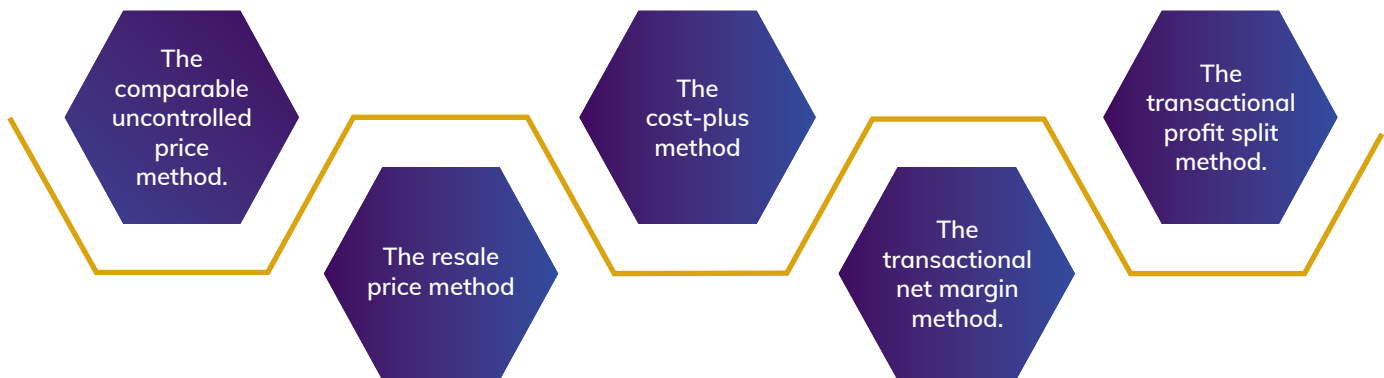 The
comparable
uncontrolled
price
method.
The resale
price method
The
cost-plus
method
The
transactional
net margin
method.
The
transactional
profit split
method.